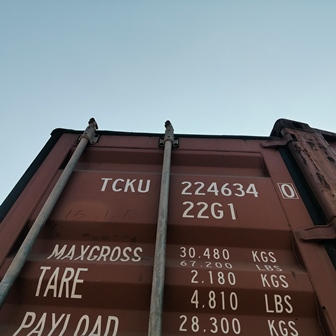 TCKU 224634 0
22G1
MAXGROSS 30.480 KGS
67.200 LBS
TARE 2.180 KGS
4.810 LBS
PAYLOAD 28.300 KGS